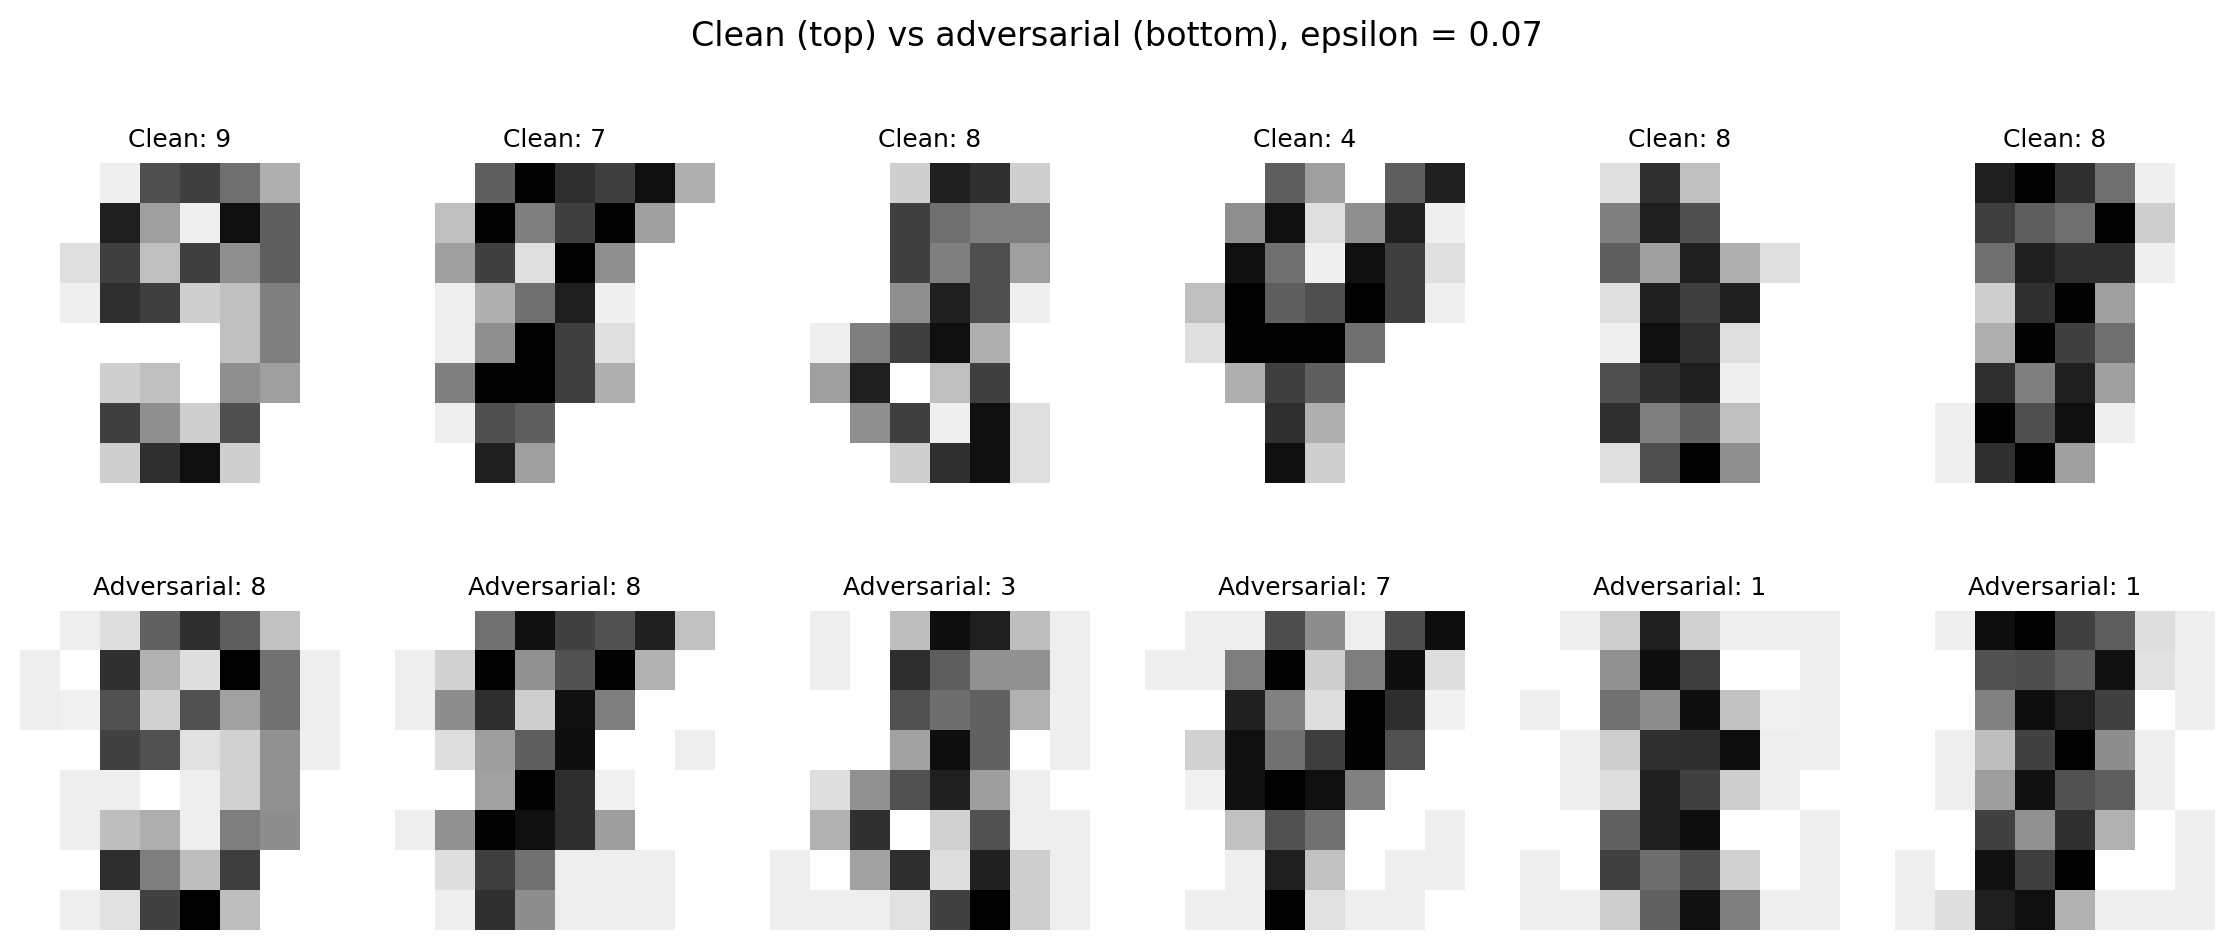 Clean (top) vs adversarial (bottom), epsilon = 0.07
Clean: 9
Clean: 7
Clean: 8
Clean: 4
Clean: 8
Clean: 8
Adversarial: 8
Adversarial: 8
Adversarial: 3
Adversarial: 7
Adversarial: 1
Adversarial: 1